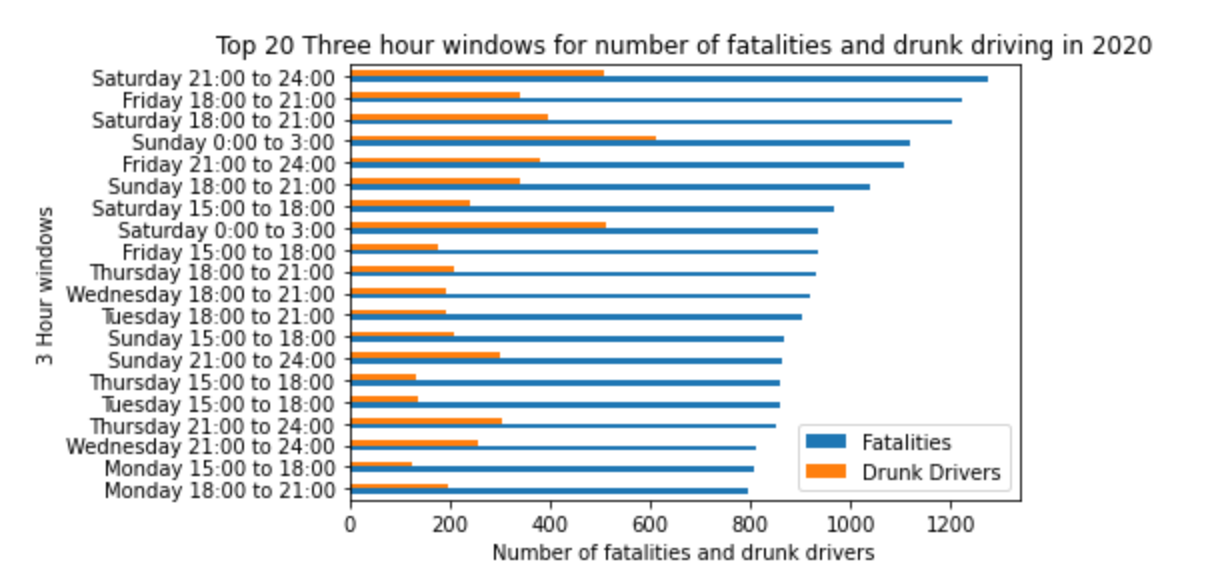 Top 20 Three hour windows for number of fatalities and drunk driving in 2020
3 Hour windows
Saturday 21:00 to 24:00
Friday 18:00 to 21:00
Saturday 18:00 to 21:00
Sunday 0:00 to 3:00
Friday 21:00 to 24:00
Sunday 18:00 to 21:00
Saturday 15:00 to 18:00
Saturday 0:00 to 3:00
Friday 15:00 to 18:00
Thursday 18:00 to 21:00
Wednesday 18:00 to 21:00
Tuesday 18:00 to 21:00
Sunday 15:00 to 18:00
Sunday 21:00 to 24:00
Thursday 15:00 to 18:00
Tuesday 15:00 to 18:00
Thursday 21:00 to 24:00
Wednesday 21:00 to 24:00
Monday 15:00 to 18:00
Monday 18:00 to 21:00
Fatalities
Drunk Drivers
0 200 400 600 800 1000 1200
Number of fatalities and drunk drivers